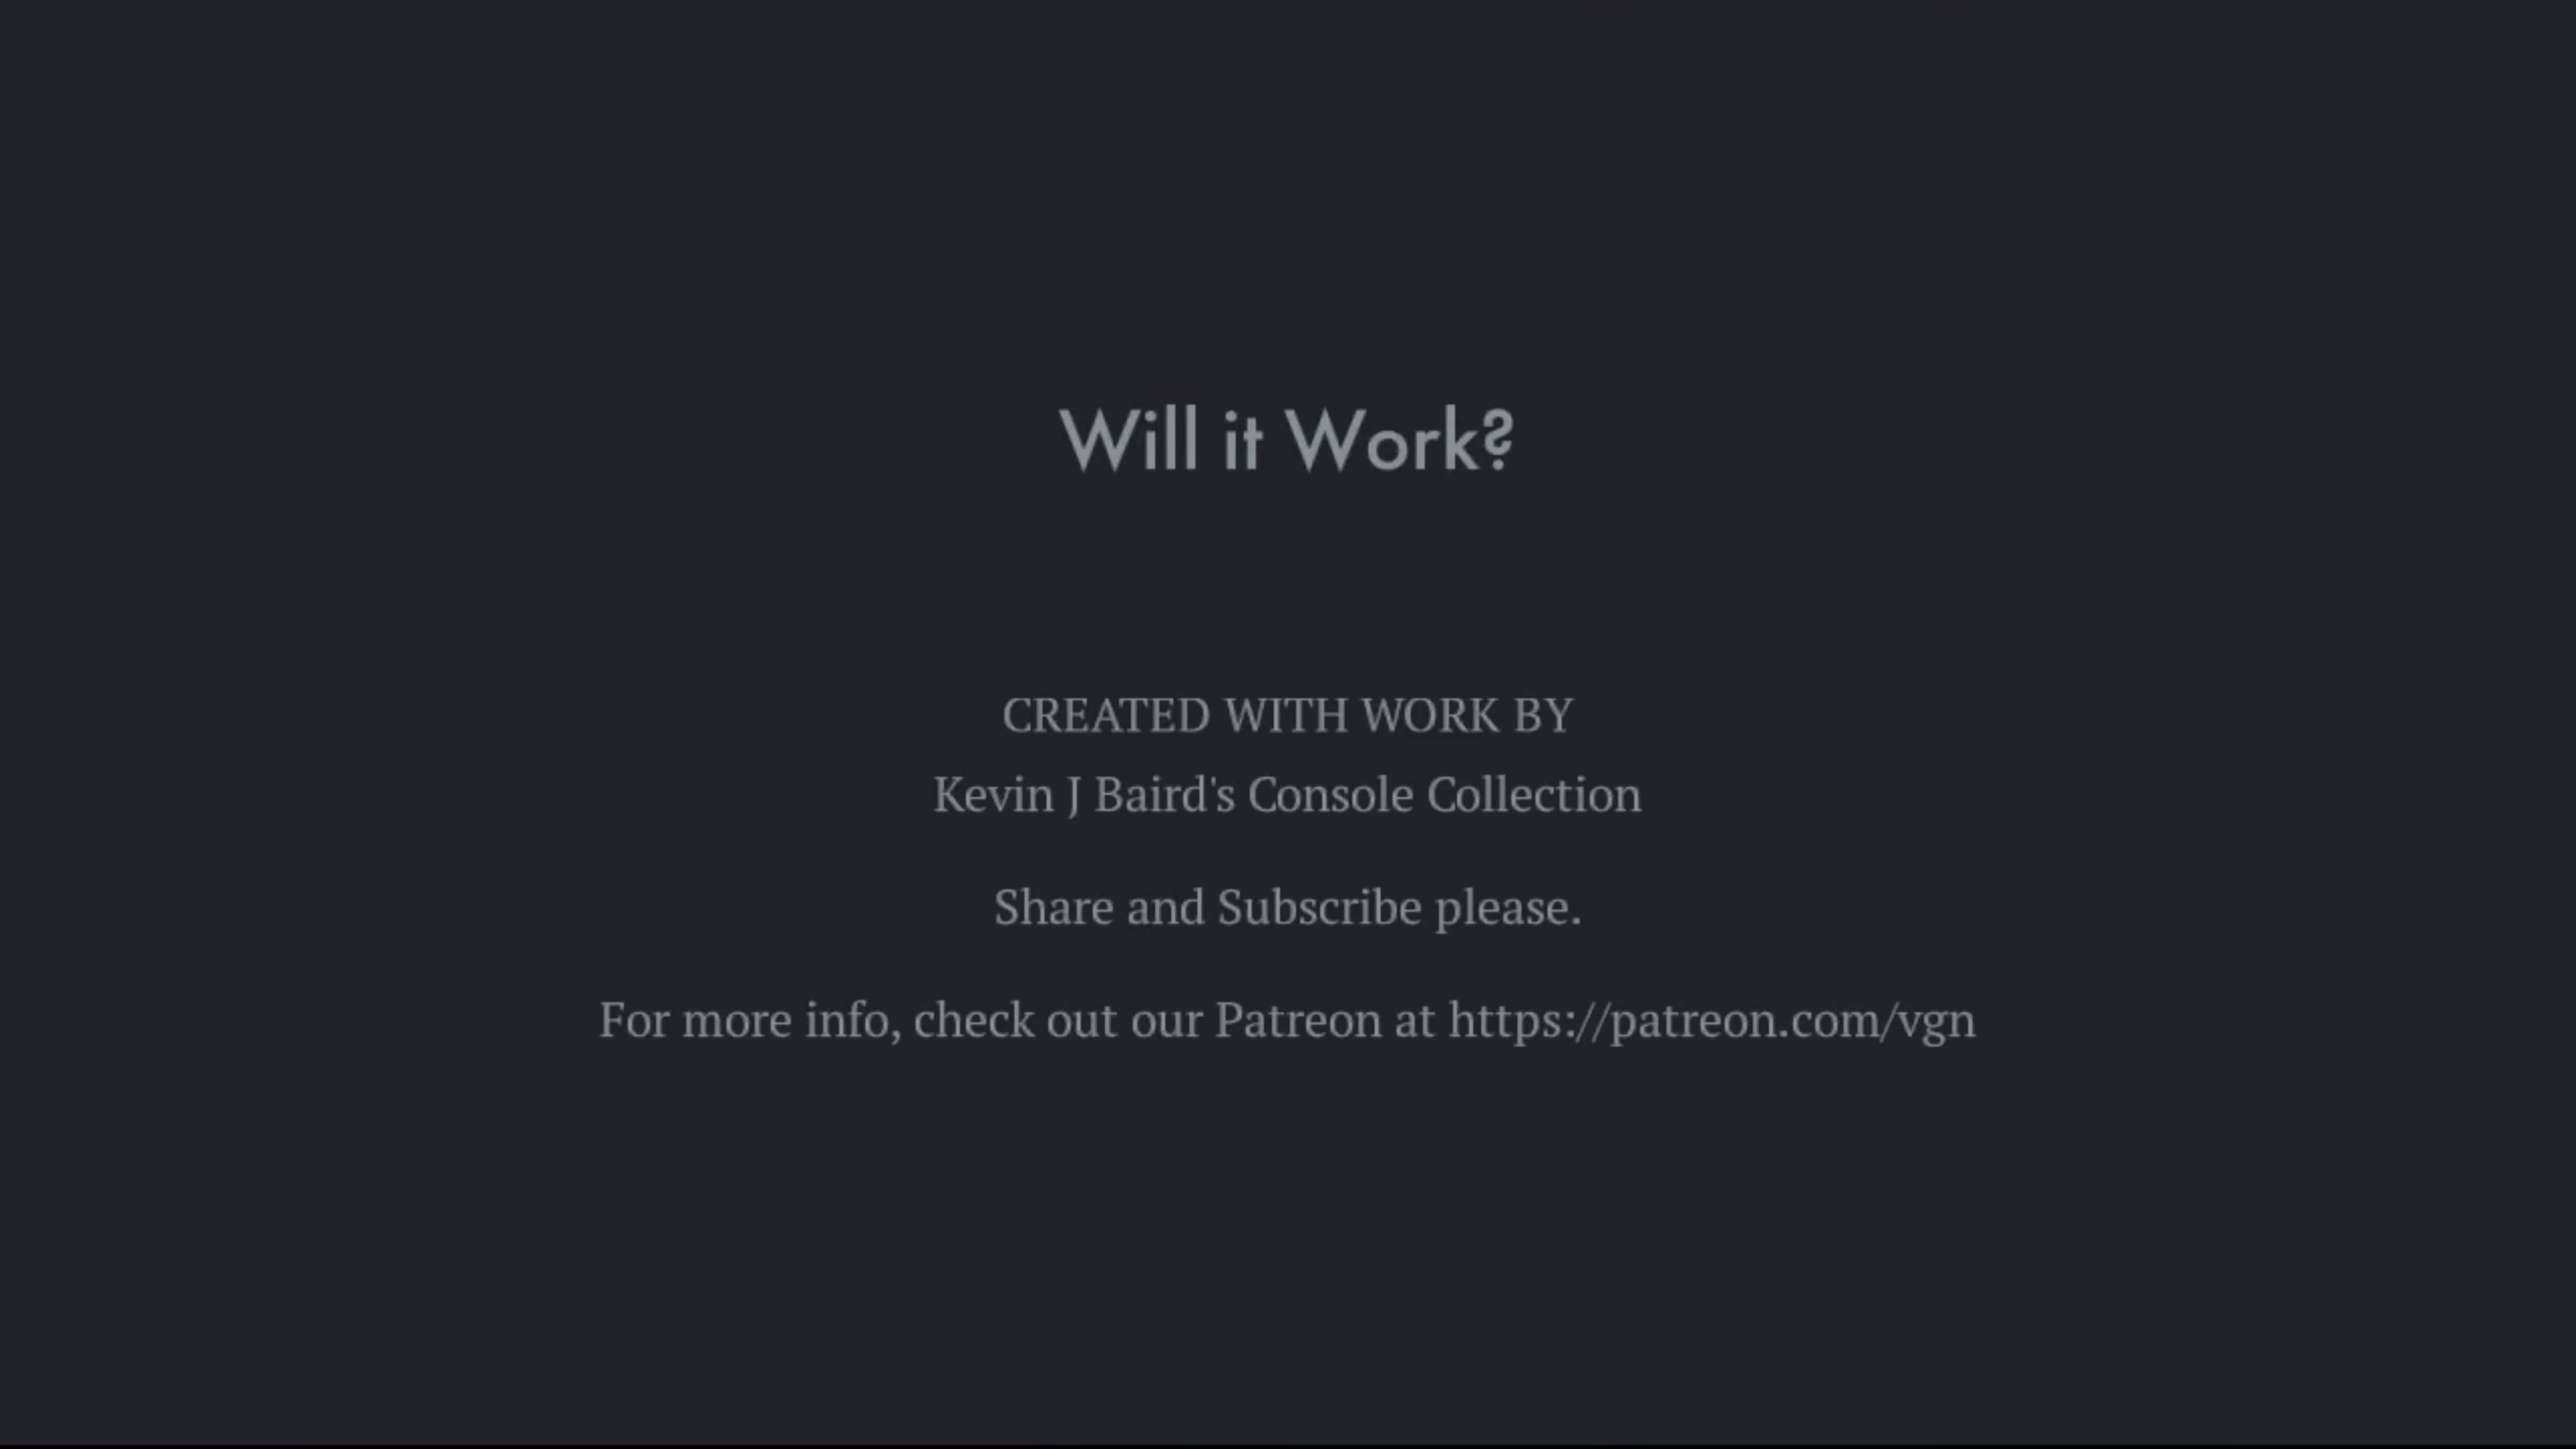 Will it Work?
CREATED WITH WORK BY
Kevin J Baird's Console Collection
Share and Subscribe please.
For more info, check out our Patreon at https://patreon.com/vgn